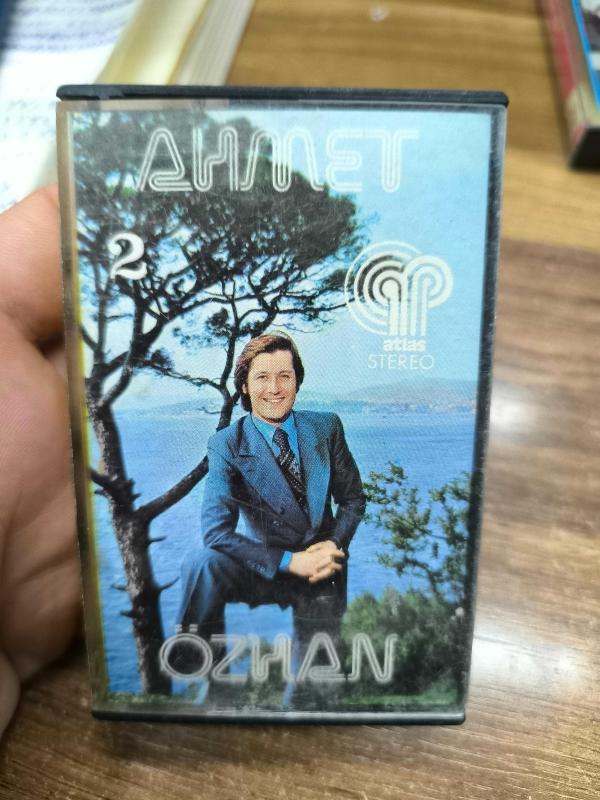 AHMET
2
atlas
STEREO
ÖZHAN